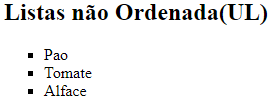 Listas não Ordenada(UL)
Pao
Tomate
Alface